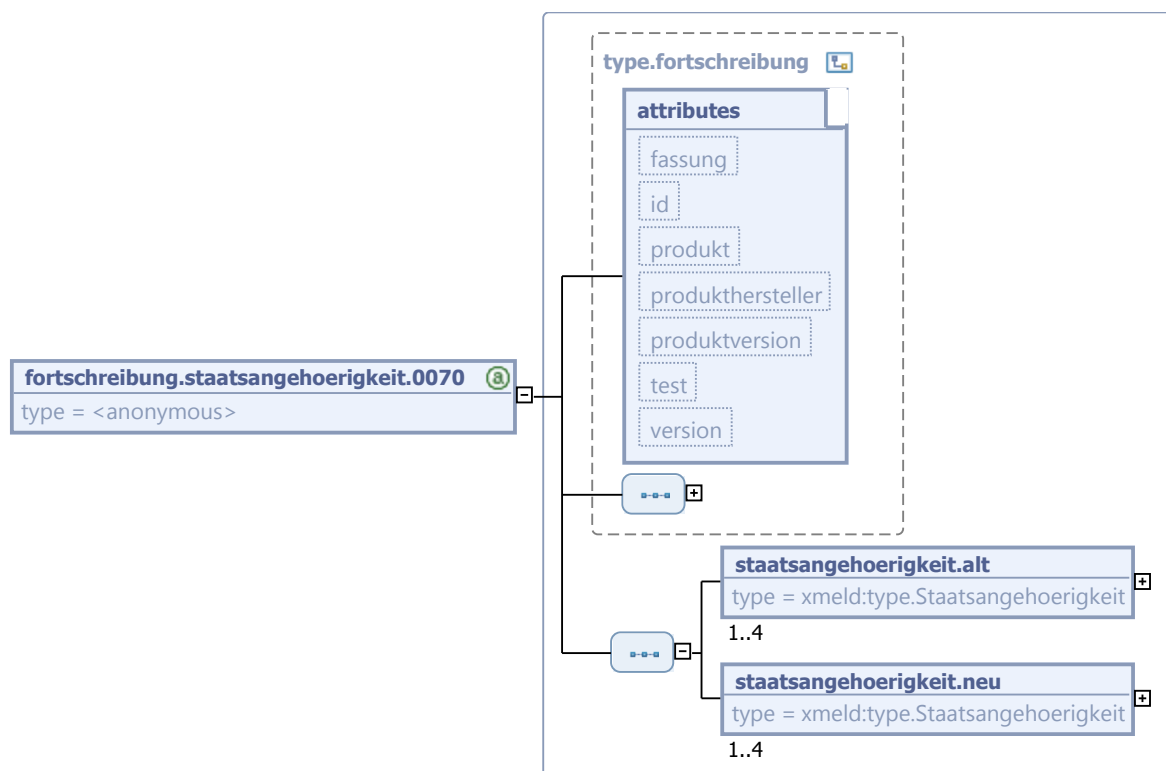 type.fortschreibung
attributes
fassung
id
produkt
produkthersteller
produktversion
test
version
fortschreibung.staatsangehoerigkeit.0070
type = <anonymous>
staatsangehoerigkeit.alt
type = xmeld:type.Staatsangehoerigkeit
1..4
staatsangehoerigkeit.neu
type = xmeld:type.Staatsangehoerigkeit
1..4